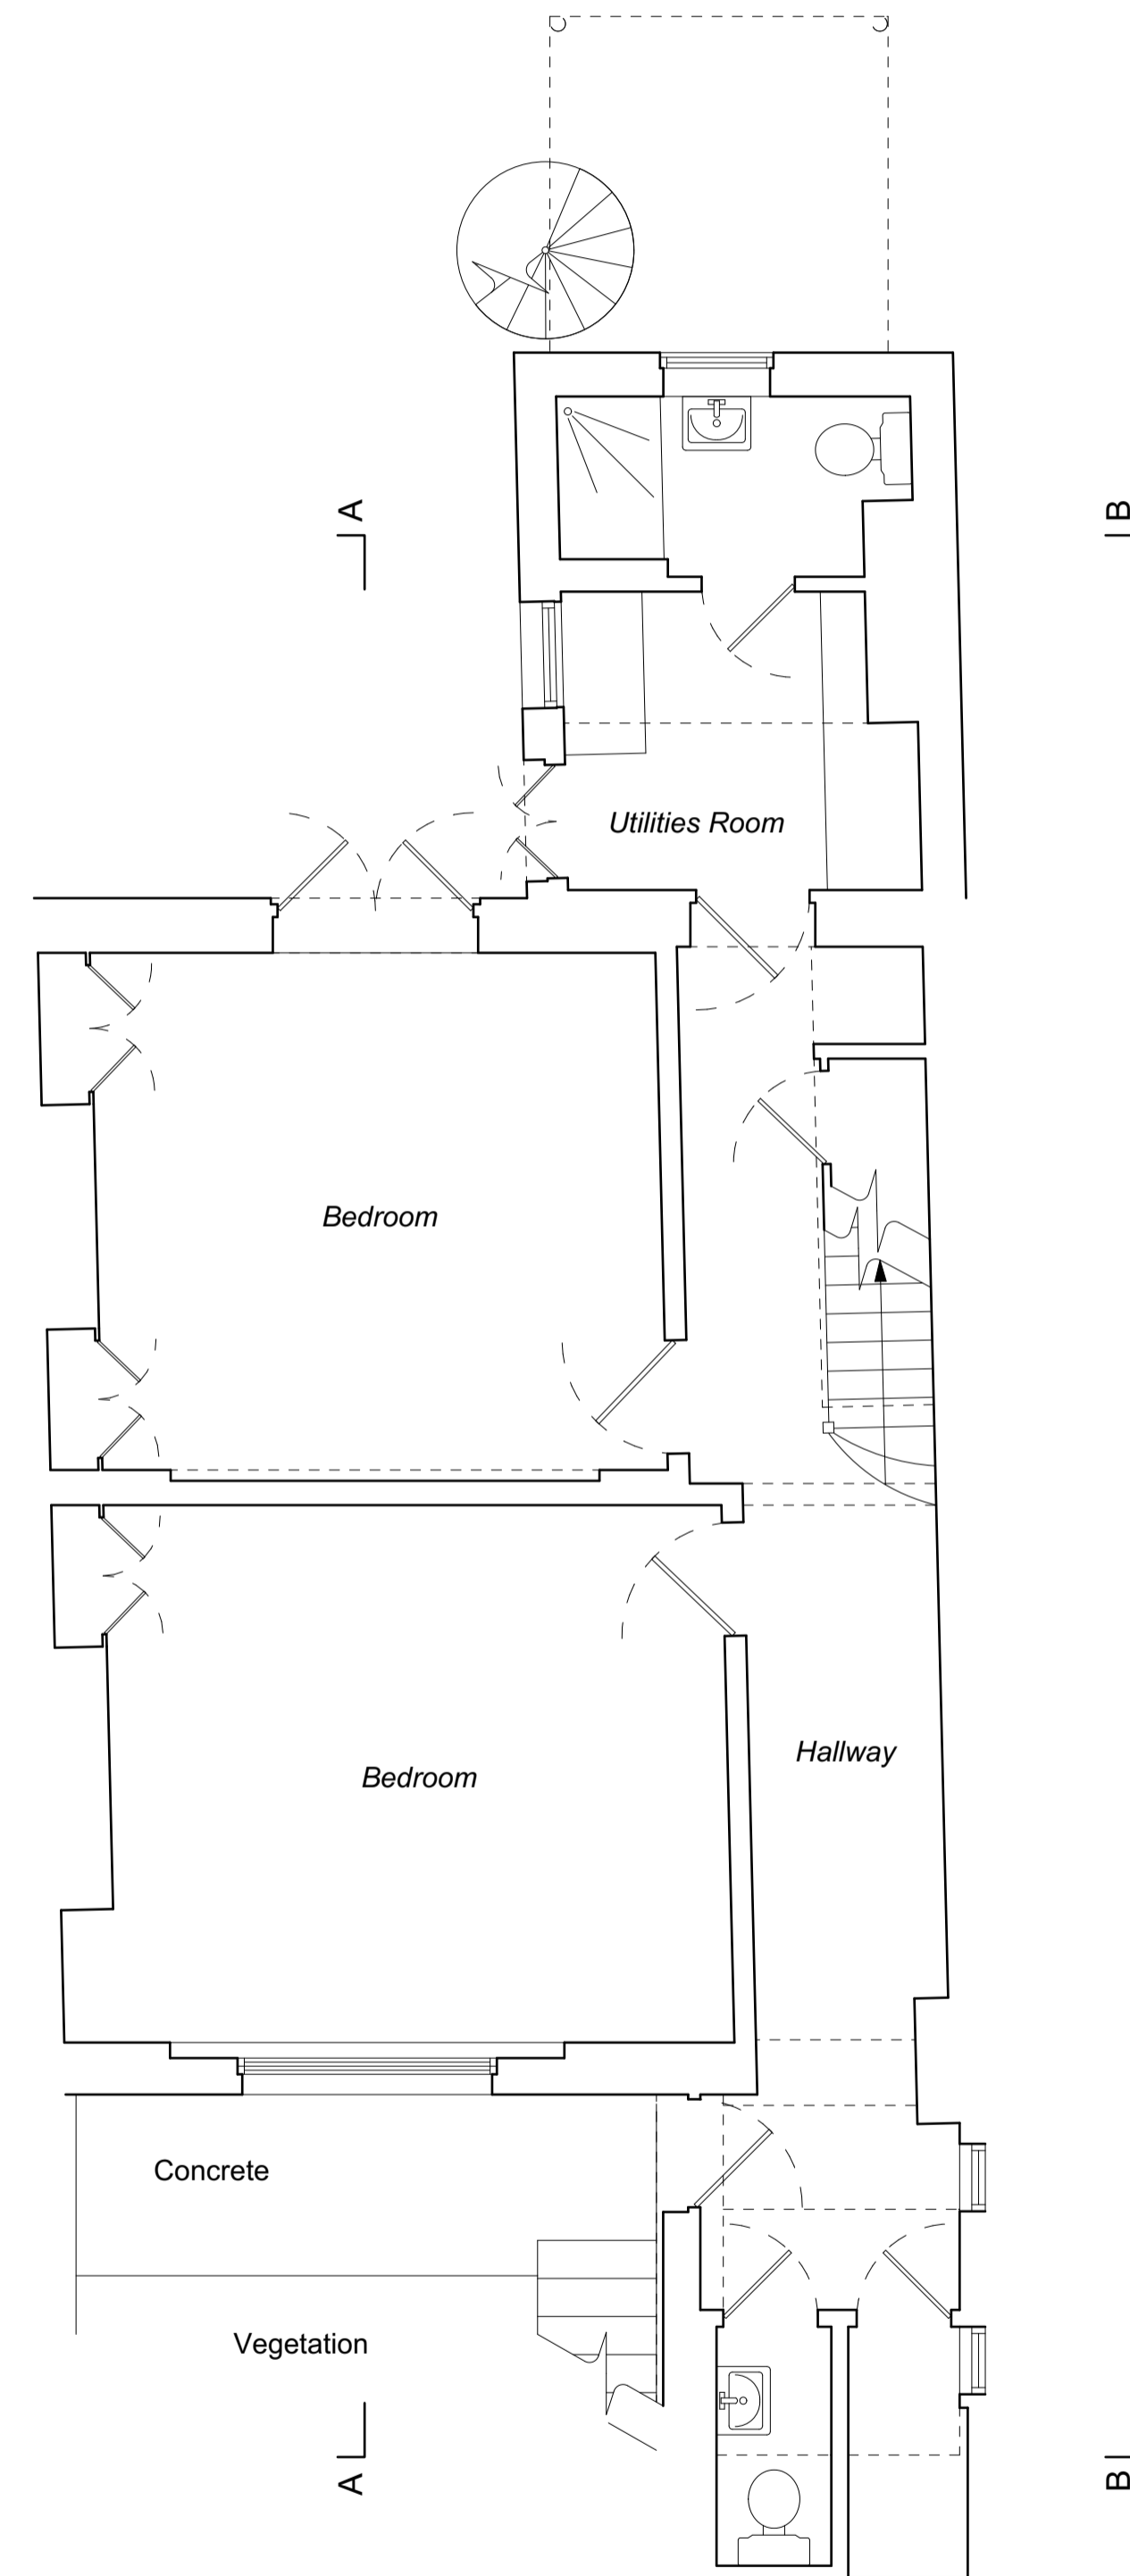 A
B
Utilities Room
Bedroom
Bedroom
Hallway
Concrete
Vegetation
A
B